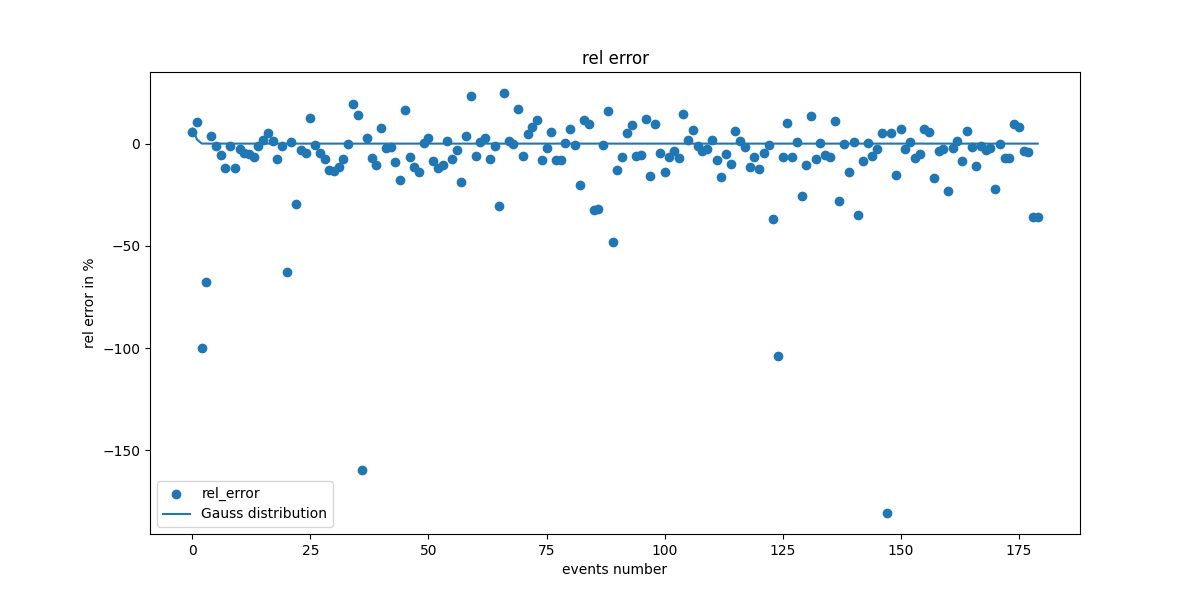 rel error
rel error in %
0
−50
−100
−150
rel_error
Gauss distribution
0 25 50 75 100 125 150 175
events number